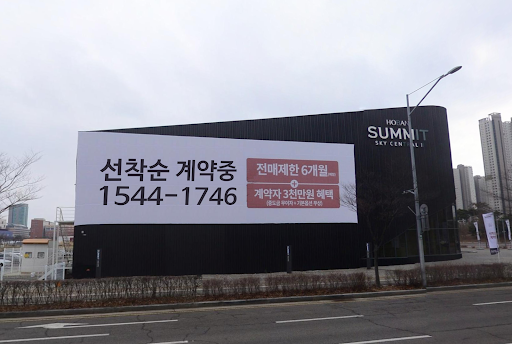 HOBAN
SUMMIT
SKY CENTRAL I
선착순 계약중
1544-1746
전매제한 6개월
+
계약자 3천만원 혜택